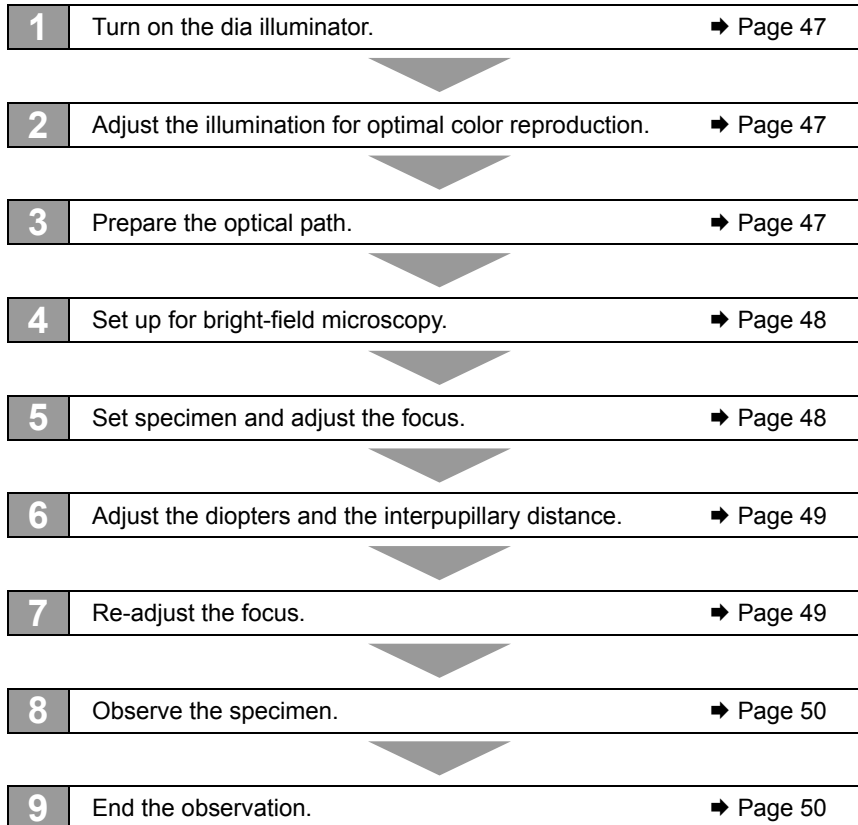 1 Turn on the dia illuminator. ➡ Page 47
2 Adjust the illumination for optimal color reproduction. ➡ Page 47
3 Prepare the optical path. ➡ Page 47
4 Set up for bright-field microscopy. ➡ Page 48
5 Set specimen and adjust the focus. ➡ Page 48
6 Adjust the diopters and the interpupillary distance. ➡ Page 49
7 Re-adjust the focus. ➡ Page 49
8 Observe the specimen. ➡ Page 50
9 End the observation. ➡ Page 50